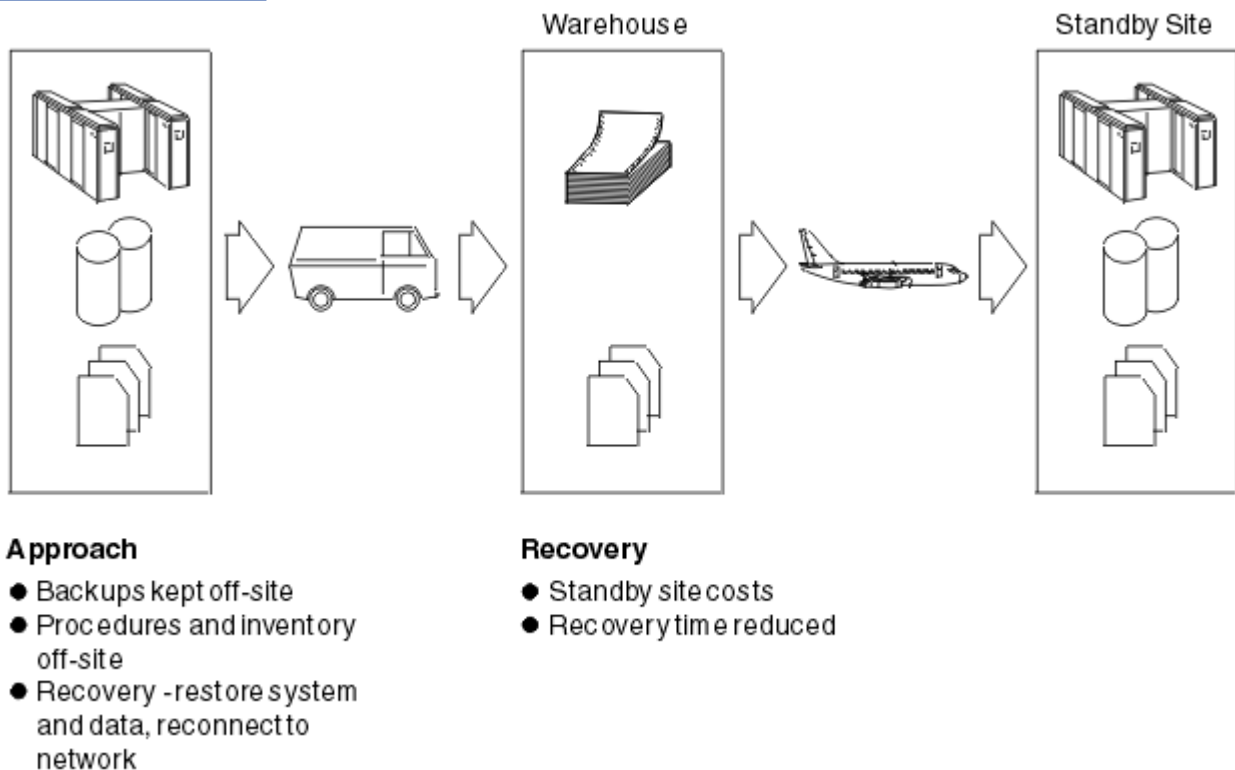 Warehouse
Standby Site
Approach
● Backups kept off-site
● Procedures and inventory
off-site
● Recovery - restore system
and data, reconnect to
network
Recovery
● Standby site costs
● Recovery time reduced